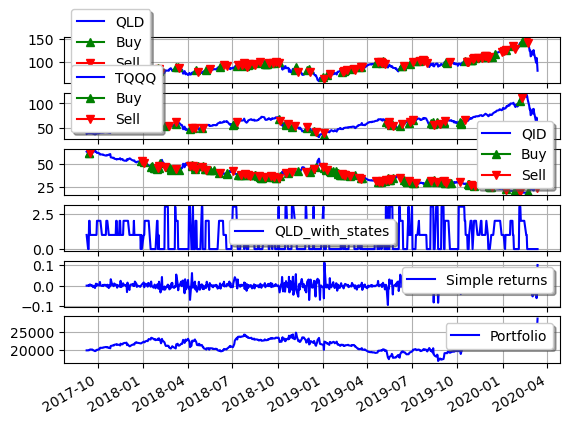 QLD
Buy
Sell
150
100
TQQQ
Buy
Sell
100
50
QID
Buy
Sell
50
25
QLD_with_states
2.5
0.0
Simple returns
0.1
0.0
-0.1
Portfolio
25000
20000
2017-10
2018-01
2018-04
2018-07
2018-10
2019-01
2019-04
2019-07
2019-10
2020-01
2020-04